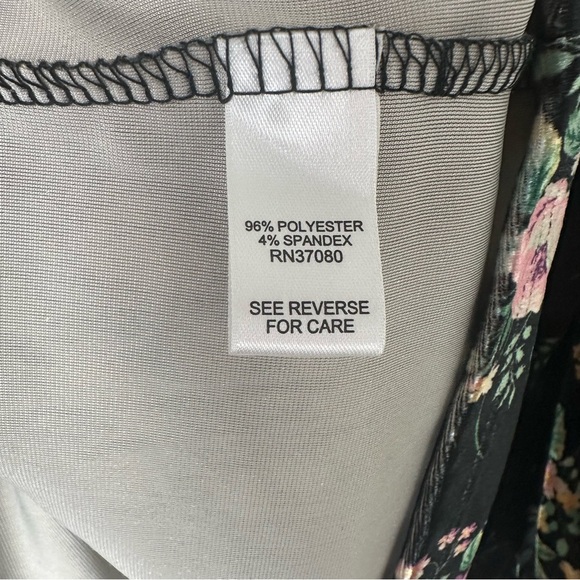 96% POLYESTER
4% SPANDEX
RN37080
SEE REVERSE
FOR CARE